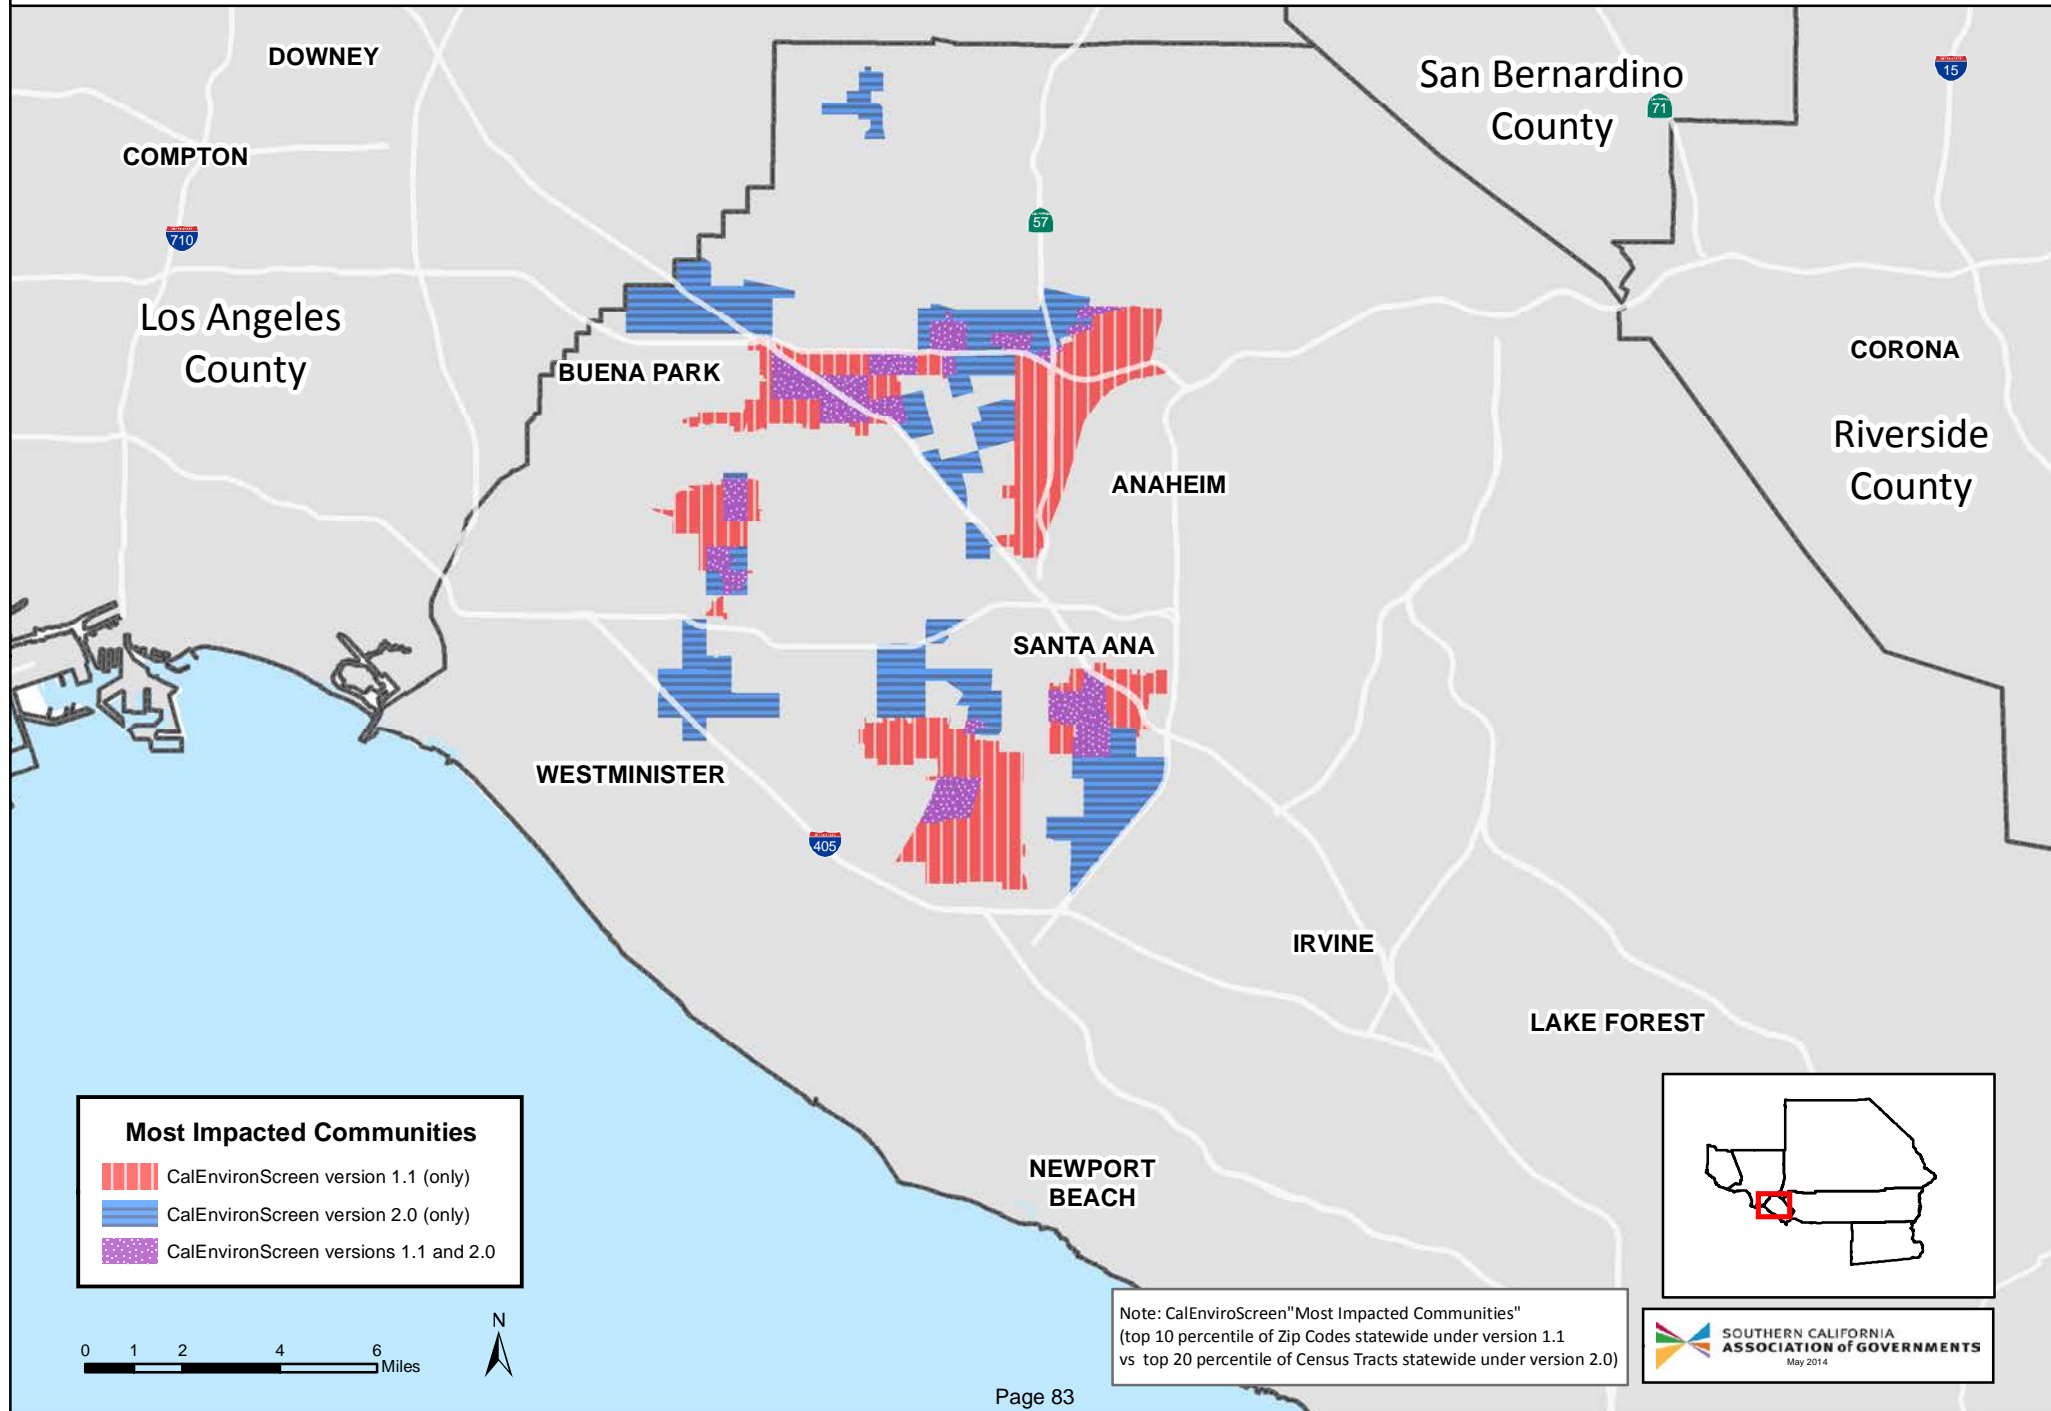 DOWNEY
San Bernardino
County
INTERSTATE
15
71
COMPTON
57
INTERSTATE
710
Los Angeles
County
BUENA PARK
CORONA
Riverside
County
ANAHEIM
SANTA ANA
WESTMINISTER
405
IRVINE
LAKE FOREST
NEWPORT
BEACH
Most Impacted Communities
CalEnvironScreen version 1.1 (only)
CalEnvironScreen version 2.0 (only)
CalEnvironScreen versions 1.1 and 2.0
0 1 2 4 6
Miles
N
Note: CalEnviroScreen"Most Impacted Communities"
(top 10 percentile of Zip Codes statewide under version 1.1
vs top 20 percentile of Census Tracts statewide under version 2.0)
SOUTHERN CALIFORNIA
ASSOCIATION of GOVERNMENTS
May 2014
Page 83